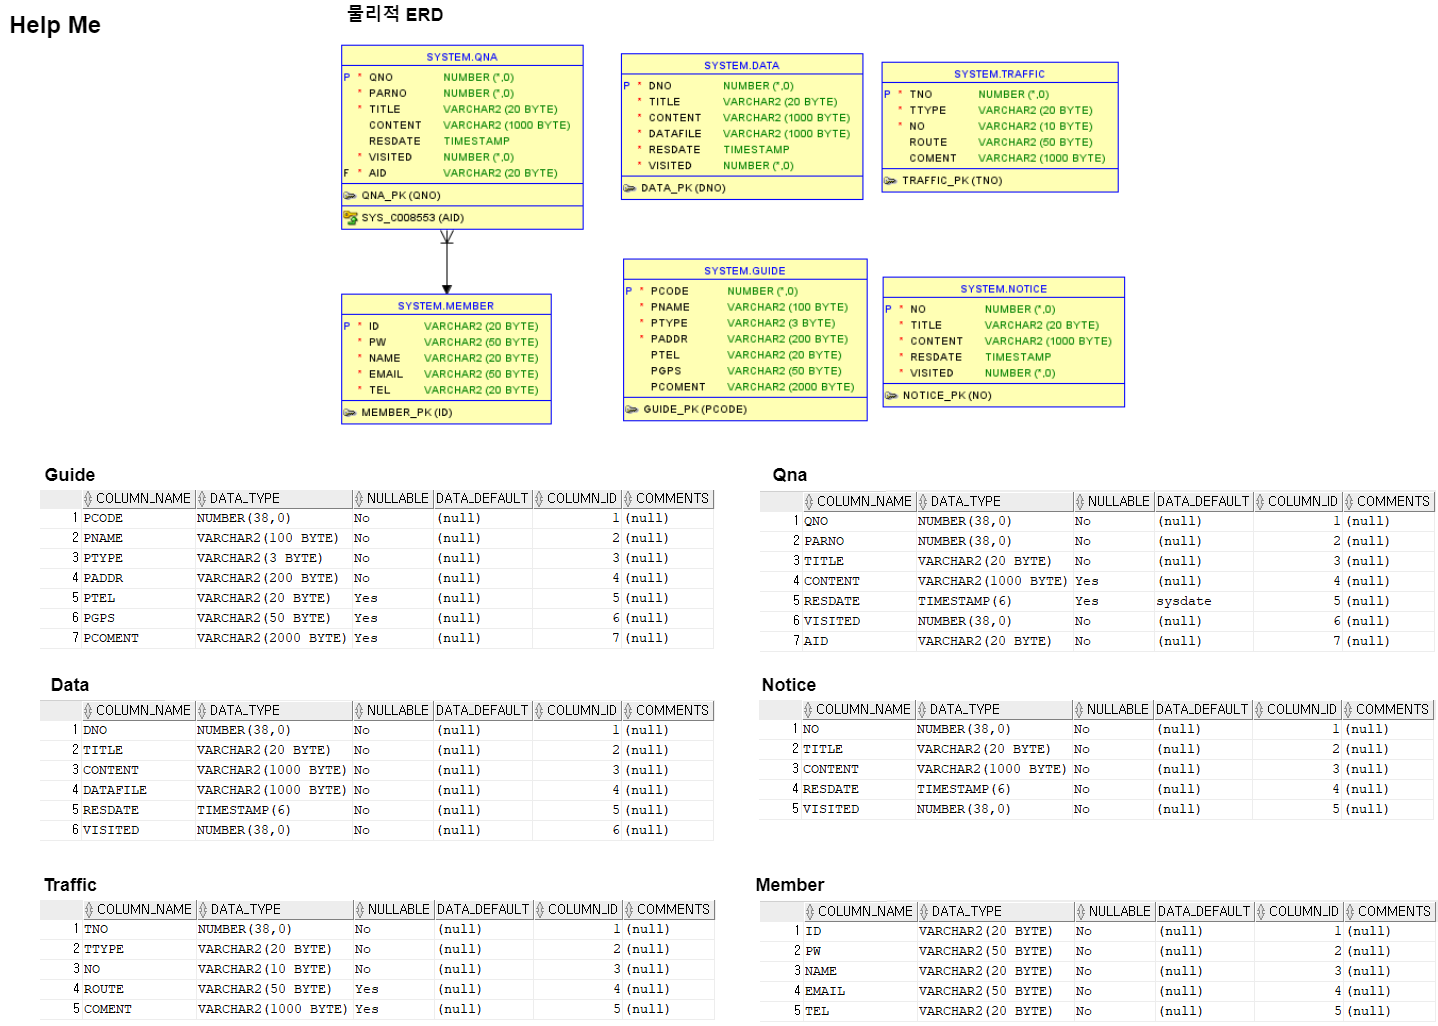 Help Me
물리적 ERD
SYSTEM.QNA
P * QNO NUMBER (*,0)
* PARNO NUMBER (*,0)
* TITLE VARCHAR2 (20 BYTE)
CONTENT VARCHAR2 (1000 BYTE)
RESDATE TIMESTAMP
* VISITED NUMBER (*,0)
F * AID VARCHAR2 (20 BYTE)
QNA_PK (QNO)
SYS_C008553 (AID)
SYSTEM.DATA
P * DNO NUMBER (*,0)
* TITLE VARCHAR2 (20 BYTE)
* CONTENT VARCHAR2 (1000 BYTE)
* DATAFILE VARCHAR2 (1000 BYTE)
* RESDATE TIMESTAMP
* VISITED NUMBER (*,0)
DATA_PK (DNO)
SYSTEM.TRAFFIC
P * TNO NUMBER (*,0)
* TTYPE VARCHAR2 (20 BYTE)
* NO VARCHAR2 (10 BYTE)
ROUTE VARCHAR2 (50 BYTE)
COMENT VARCHAR2 (1000 BYTE)
TRAFFIC_PK (TNO)
SYSTEM.MEMBER
P * ID VARCHAR2 (20 BYTE)
* PW VARCHAR2 (50 BYTE)
* NAME VARCHAR2 (20 BYTE)
* EMAIL VARCHAR2 (50 BYTE)
* TEL VARCHAR2 (20 BYTE)
MEMBER_PK (ID)
SYSTEM.GUIDE
P * PCODE NUMBER (*,0)
* PNAME VARCHAR2 (100 BYTE)
* PTYPE VARCHAR2 (3 BYTE)
* PADDR VARCHAR2 (200 BYTE)
PTEL VARCHAR2 (20 BYTE)
PGPS VARCHAR2 (50 BYTE)
PCOMENT VARCHAR2 (2000 BYTE)
GUIDE_PK (PCODE)
SYSTEM.NOTICE
P * NO NUMBER (*,0)
* TITLE VARCHAR2 (20 BYTE)
* CONTENT VARCHAR2 (1000 BYTE)
* RESDATE TIMESTAMP
* VISITED NUMBER (*,0)
NOTICE_PK (NO)
Guide
COLUMN_NAME DATA_TYPE NULLABLE DATA_DEFAULT COLUMN_ID COMMENTS
1 PCODE NUMBER(38,0) No (null) 1 (null)
2 PNAME VARCHAR2(100 BYTE) No (null) 2 (null)
3 PTYPE VARCHAR2(3 BYTE) No (null) 3 (null)
4 PADDR VARCHAR2(200 BYTE) No (null) 4 (null)
5 PTEL VARCHAR2(20 BYTE) Yes (null) 5 (null)
6 PGPS VARCHAR2(50 BYTE) Yes (null) 6 (null)
7 PCOMENT VARCHAR2(2000 BYTE) Yes (null) 7 (null)
Qna
COLUMN_NAME DATA_TYPE NULLABLE DATA_DEFAULT COLUMN_ID COMMENTS
1 QNO NUMBER(38,0) No (null) 1 (null)
2 PARNO NUMBER(38,0) No (null) 2 (null)
3 TITLE VARCHAR2(20 BYTE) No (null) 3 (null)
4 CONTENT VARCHAR2(1000 BYTE) Yes (null) 4 (null)
5 RESDATE TIMESTAMP(6) Yes sysdate 5 (null)
6 VISITED NUMBER(38,0) No (null) 6 (null)
7 AID VARCHAR2(20 BYTE) No (null) 7 (null)
Data
COLUMN_NAME DATA_TYPE NULLABLE DATA_DEFAULT COLUMN_ID COMMENTS
1 DNO NUMBER(38,0) No (null) 1 (null)
2 TITLE VARCHAR2(20 BYTE) No (null) 2 (null)
3 CONTENT VARCHAR2(1000 BYTE) No (null) 3 (null)
4 DATAFILE VARCHAR2(1000 BYTE) No (null) 4 (null)
5 RESDATE TIMESTAMP(6) No (null) 5 (null)
6 VISITED NUMBER(38,0) No (null) 6 (null)
Notice
COLUMN_NAME DATA_TYPE NULLABLE DATA_DEFAULT COLUMN_ID COMMENTS
1 NO NUMBER(38,0) No (null) 1 (null)
2 TITLE VARCHAR2(20 BYTE) No (null) 2 (null)
3 CONTENT VARCHAR2(1000 BYTE) No (null) 3 (null)
4 RESDATE TIMESTAMP(6) No (null) 4 (null)
5 VISITED NUMBER(38,0) No (null) 5 (null)
Traffic
COLUMN_NAME DATA_TYPE NULLABLE DATA_DEFAULT COLUMN_ID COMMENTS
1 TNO NUMBER(38,0) No (null) 1 (null)
2 TTYPE VARCHAR2(20 BYTE) No (null) 2 (null)
3 NO VARCHAR2(10 BYTE) No (null) 3 (null)
4 ROUTE VARCHAR2(50 BYTE) Yes (null) 4 (null)
5 COMENT VARCHAR2(1000 BYTE) Yes (null) 5 (null)
Member
COLUMN_NAME DATA_TYPE NULLABLE DATA_DEFAULT COLUMN_ID COMMENTS
1 ID VARCHAR2(20 BYTE) No (null) 1 (null)
2 PW VARCHAR2(50 BYTE) No (null) 2 (null)
3 NAME VARCHAR2(20 BYTE) No (null) 3 (null)
4 EMAIL VARCHAR2(50 BYTE) No (null) 4 (null)
5 TEL VARCHAR2(20 BYTE) No (null) 5 (null)